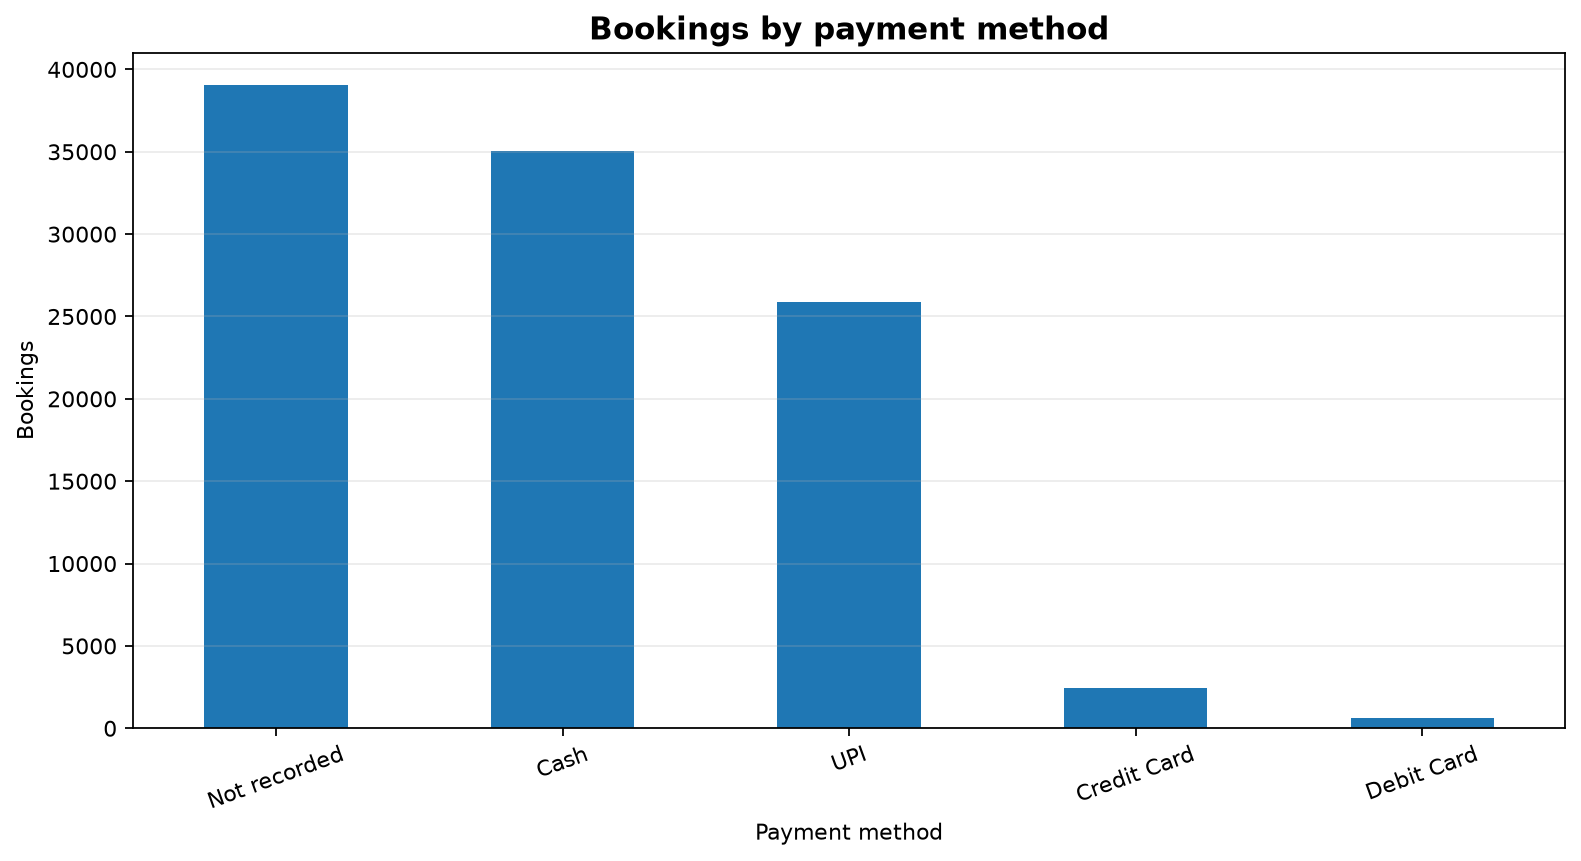 Bookings by payment method
Bookings
40000
35000
30000
25000
20000
15000
10000
5000
0
Not recorded
Cash
UPI
Credit Card
Debit Card
Payment method